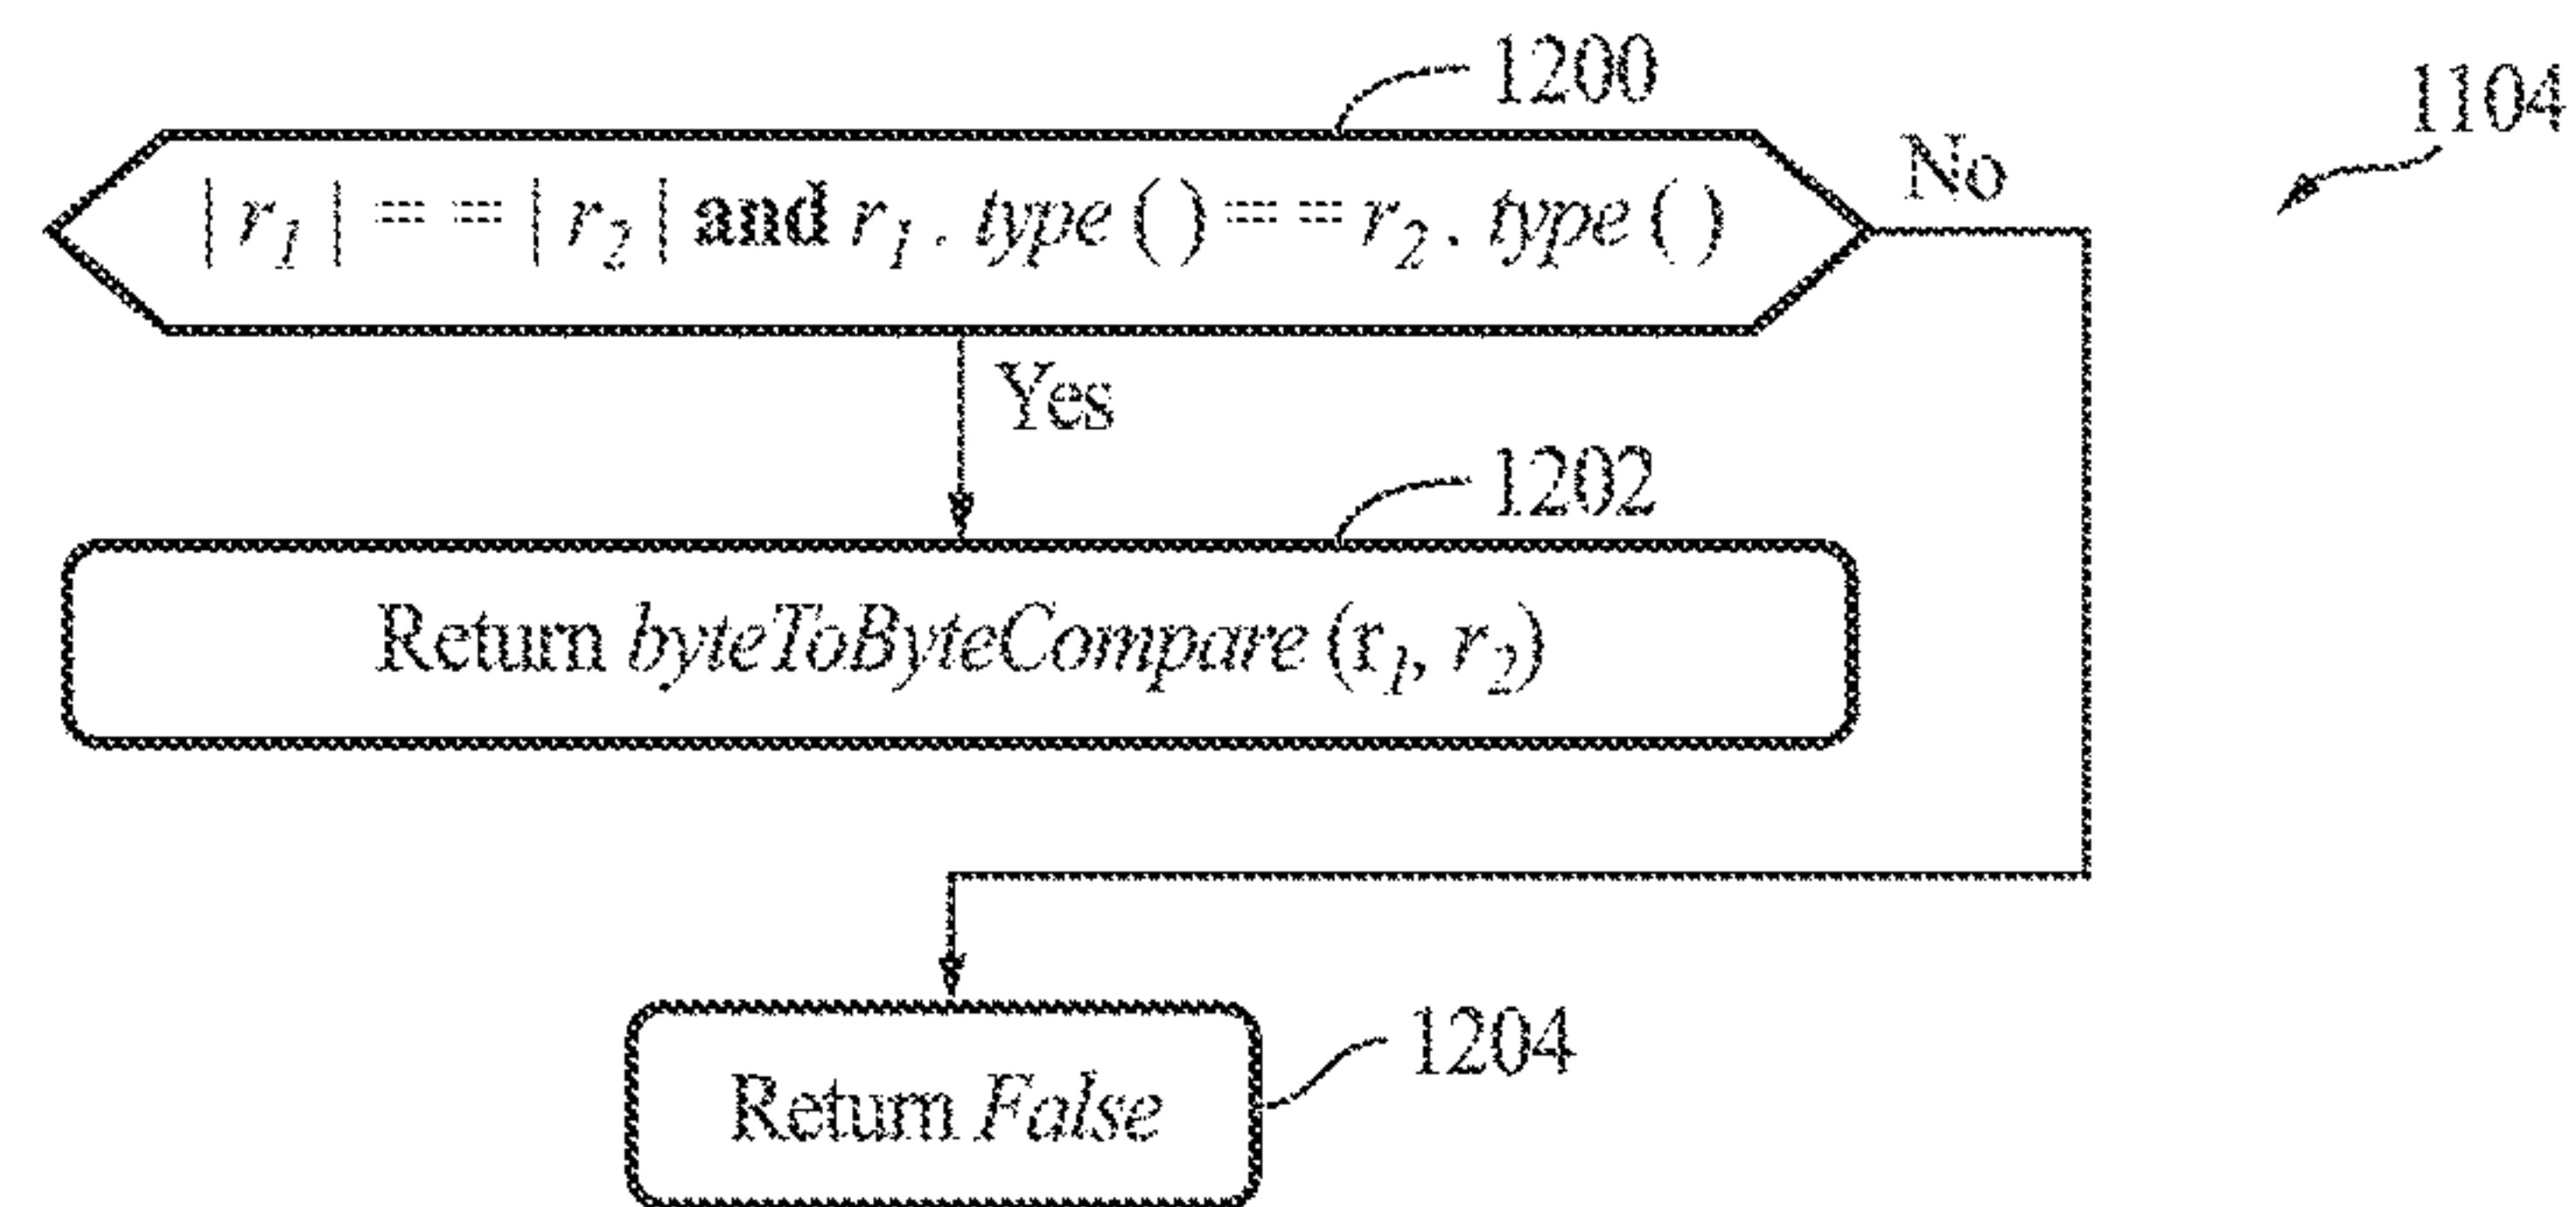 1200
1104
| r₁ | = = | r₂ | and r₁ . type ( ) = = r₂ . type ( )
No
Yes
1202
Return byteToByteCompare (r₁, r₂)
1204
Return False